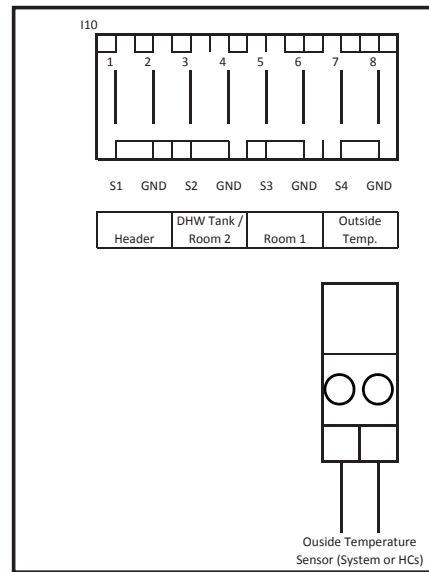 I10
1 2 3 4 5 6 7 8
S1 GND S2 GND S3 GND S4 GND
Header
DHW Tank /
Room 2
Room 1
Outside
Temp.
Ouside Temperature
Sensor (System or HCs)